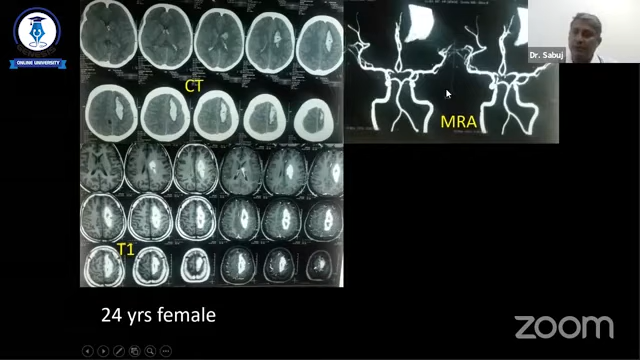 ONLINE UNIVERSITY
CT
Dr. Sabuj
MRA
T1
24 yrs female
zoom